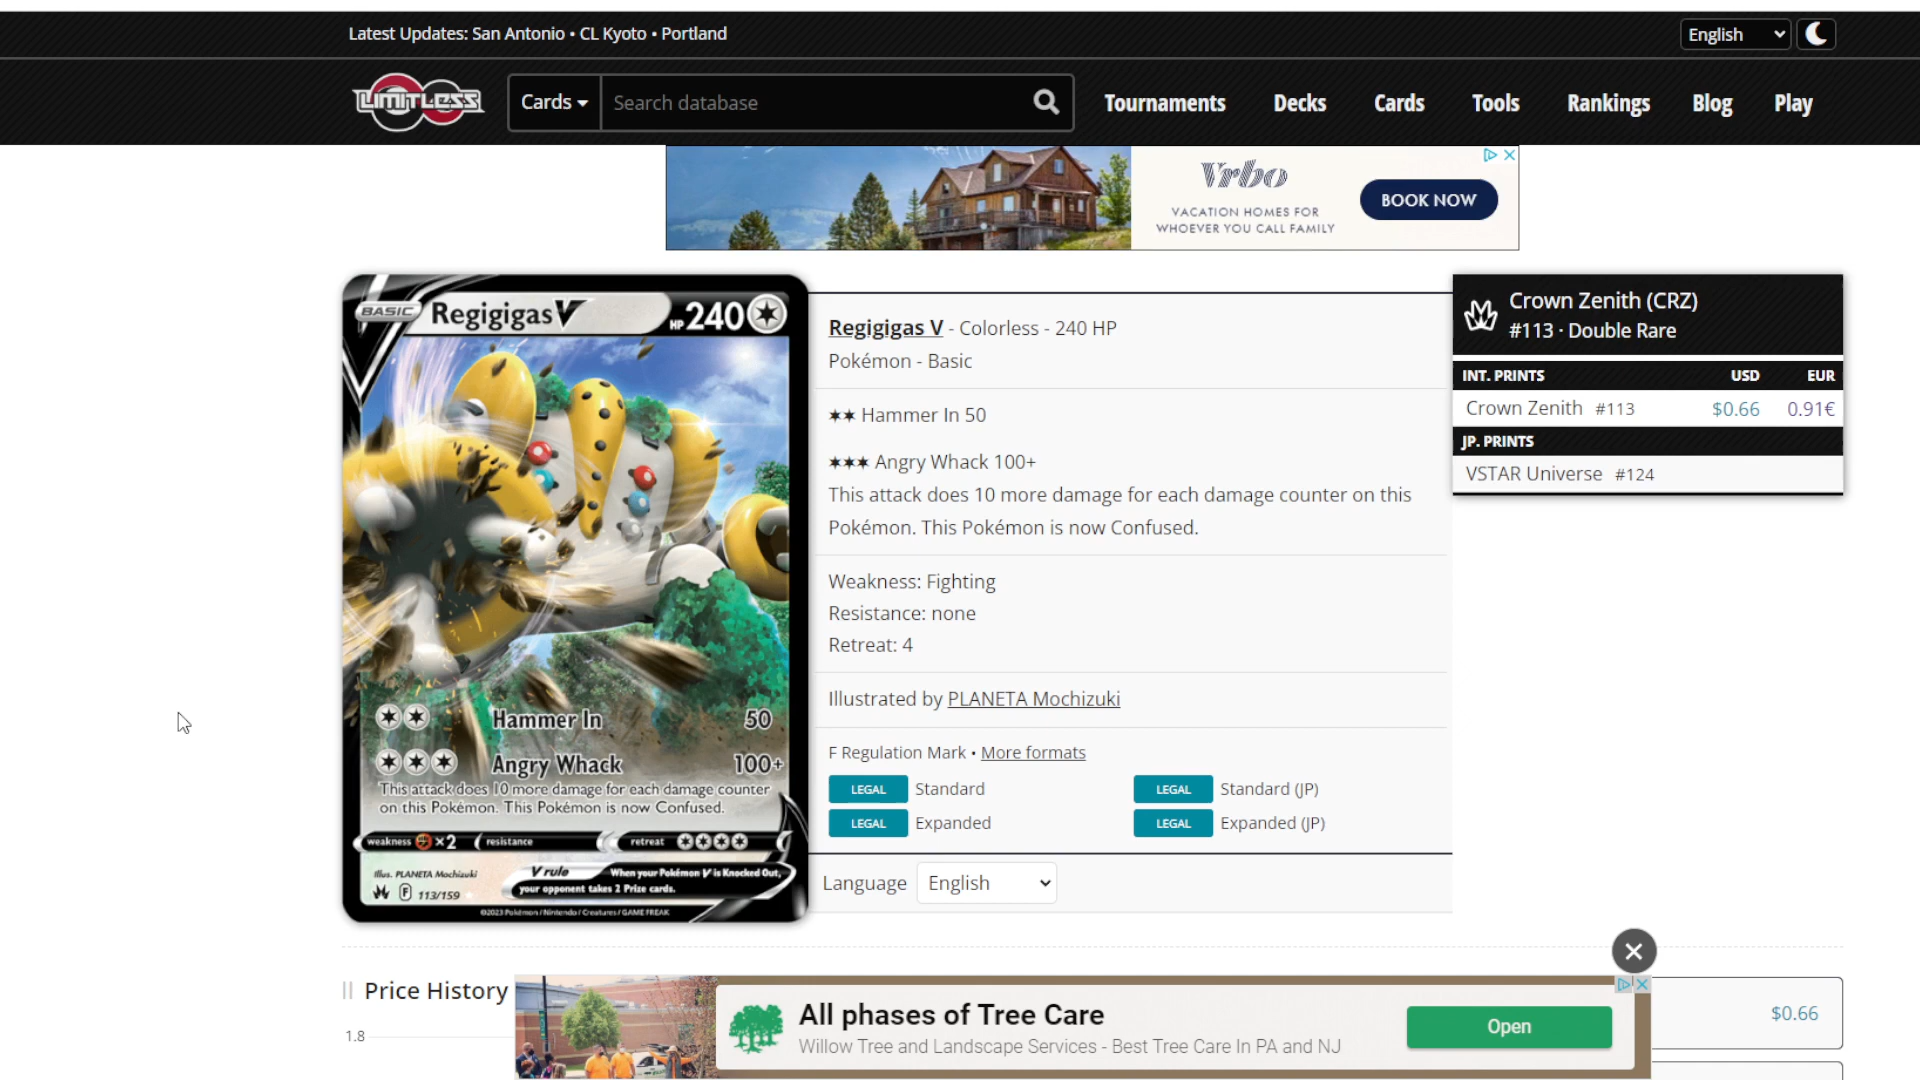 Latest Updates: San Antonio • CL Kyoto • Portland
English
LIMITLESS
Cards
Search database
Tournaments
Decks
Cards
Tools
Rankings
Blog
Play
Vrbo
VACATION HOMES FOR
WHOEVER YOU CALL FAMILY
BOOK NOW
BASIC
Regigigas V
HP 240
Hammer In 50
Angry Whack 100+
This attack does 10 more damage for each damage counter
on this Pokémon. This Pokémon is now Confused.
weakness ×2 resistance retreat
Illus. PLANETA Mochizuki
V rule When your Pokémon V is Knocked Out,
your opponent takes 2 Prize cards.
F 113/159
©2023 Pokémon / Nintendo / Creatures / GAME FREAK
Regigigas V - Colorless - 240 HP
Pokémon - Basic
Hammer In 50
Angry Whack 100+
This attack does 10 more damage for each damage counter on this
Pokémon. This Pokémon is now Confused.
Weakness: Fighting
Resistance: none
Retreat: 4
Illustrated by PLANETA Mochizuki
F Regulation Mark • More formats
LEGAL Standard
LEGAL Standard (JP)
LEGAL Expanded
LEGAL Expanded (JP)
Language English
Crown Zenith (CRZ)
#113 · Double Rare
INT. PRINTS USD EUR
Crown Zenith #113 $0.66 0.91€
JP. PRINTS
VSTAR Universe #124
Price History
1.8
All phases of Tree Care
Willow Tree and Landscape Services - Best Tree Care In PA and NJ
Open
$0.66